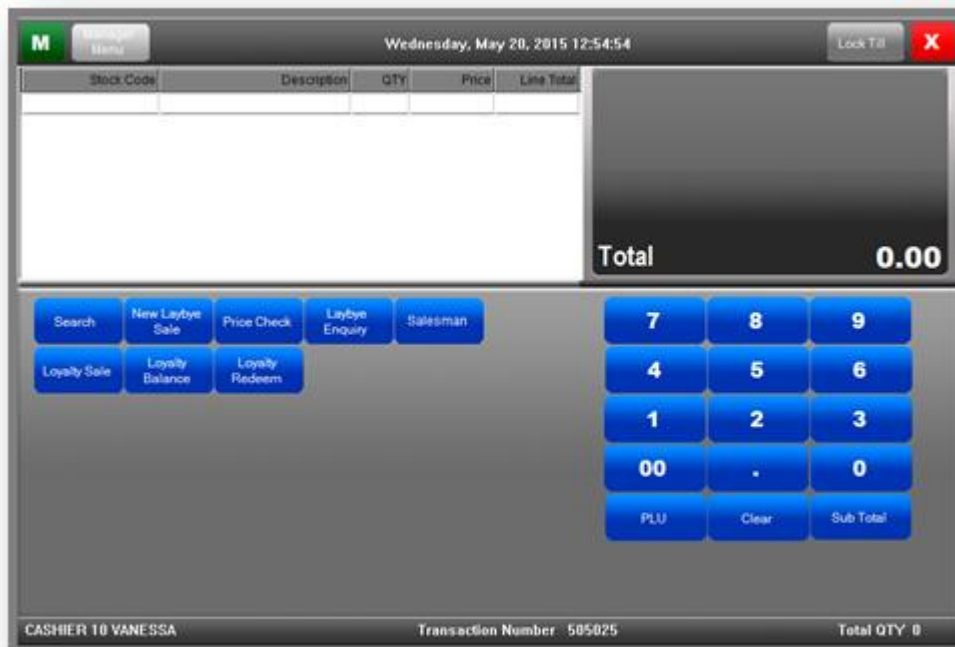 M Manager Menu Wednesday, May 20, 2015 12:54:54 Lock Till X
Stock Code Description QTY Price Line Total
Total 0.00
Search New Laybye Sale Price Check Laybye Enquiry Salesman
Loyalty Sale Loyalty Balance Loyalty Redeem
7 8 9
4 5 6
1 2 3
00 . 0
PLU Clear Sub Total
CASHIER 10 VANESSA Transaction Number 505025 Total QTY 0